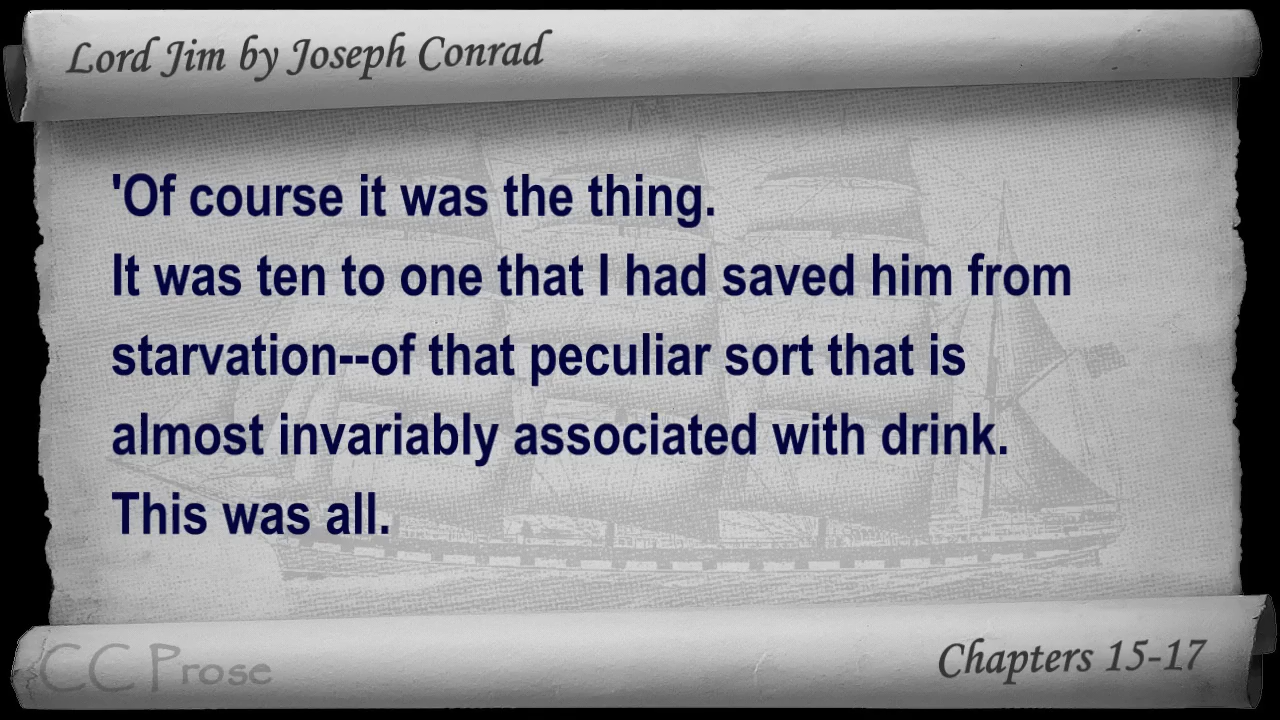 Lord Jim by Joseph Conrad
'Of course it was the thing.
It was ten to one that I had saved him from
starvation--of that peculiar sort that is
almost invariably associated with drink.
This was all.
CC Prose
Chapters 15-17